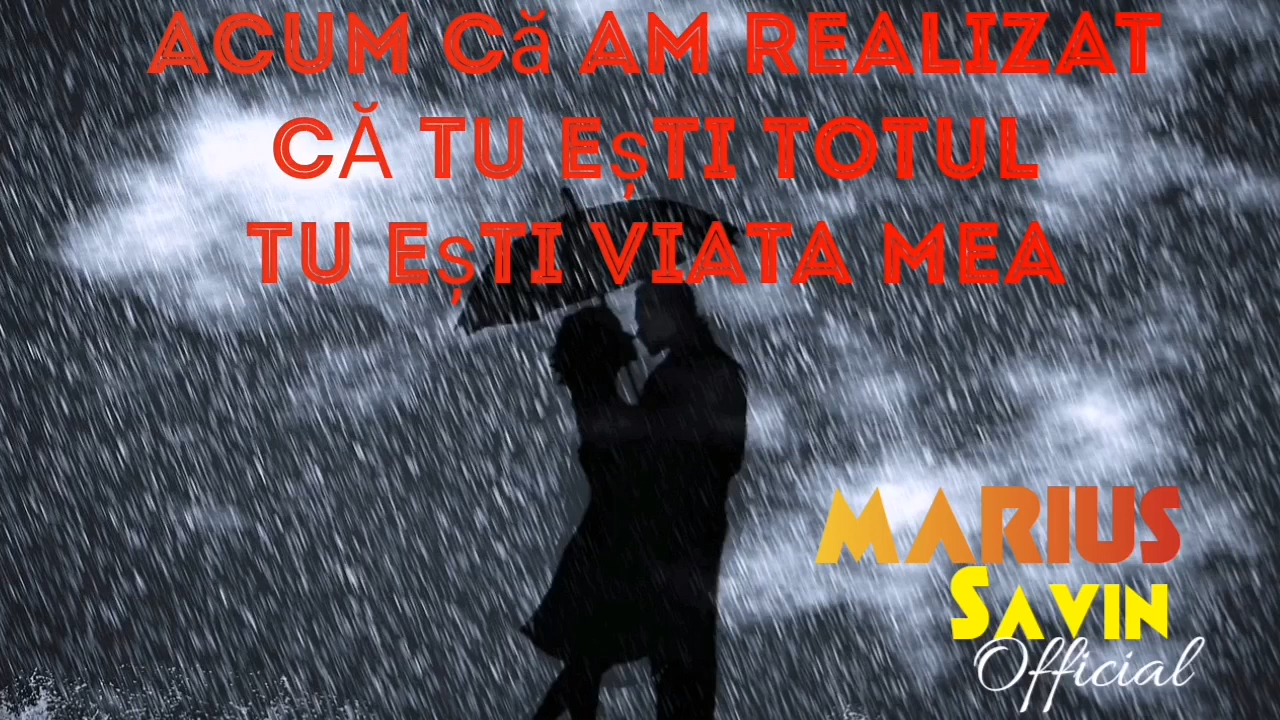 ACUM Că AM REALIZAT
CĂ TU EșTI TOTUL
TU EșTI VIATA MEA
MARIUS
SAVIN
Official